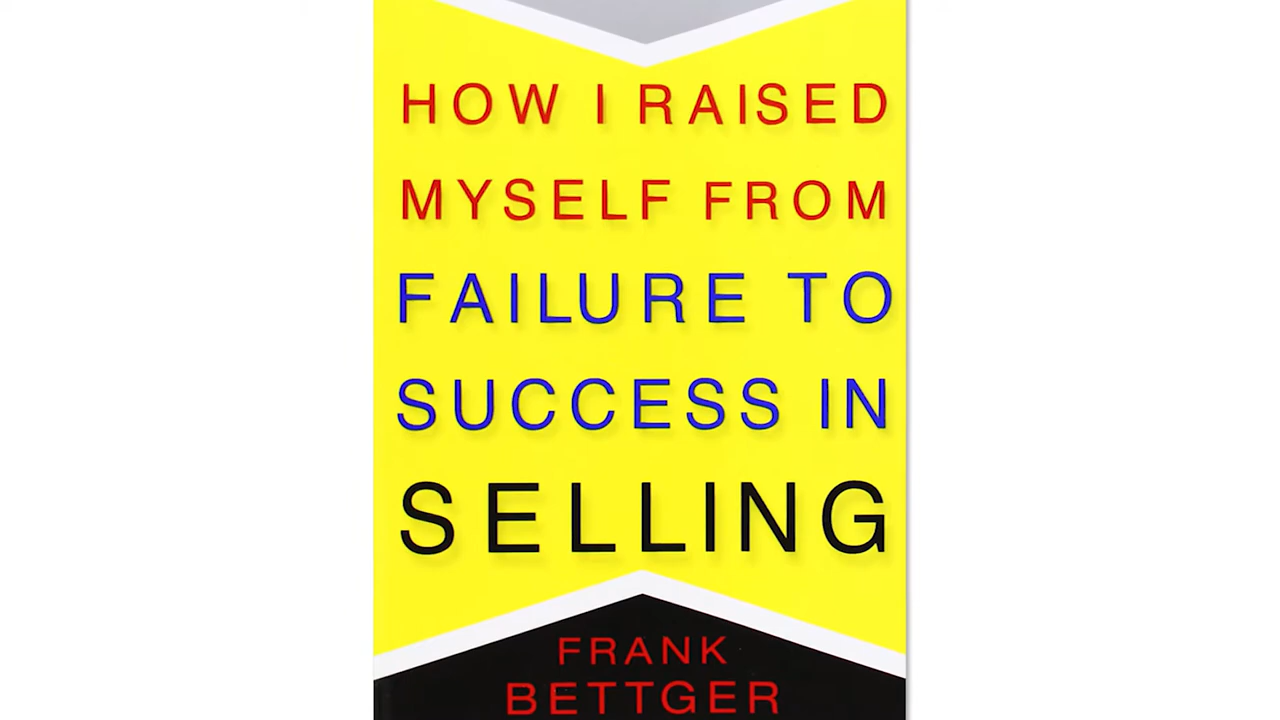 HOW I RAISED
MYSELF FROM
FAILURE TO
SUCCESS IN
SELLING
FRANK
BETTGER